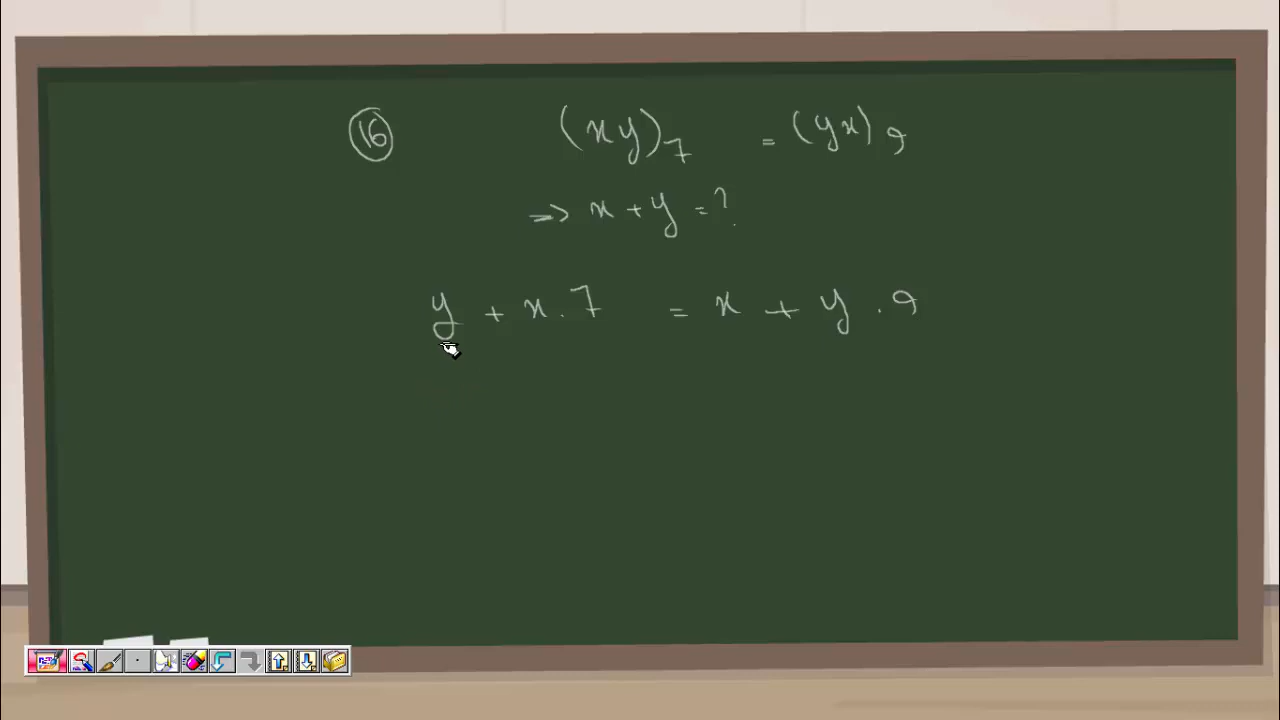 16 (xy)₇ = (yx)₉
=> x + y = ?
y + x . 7 = x + y . 9